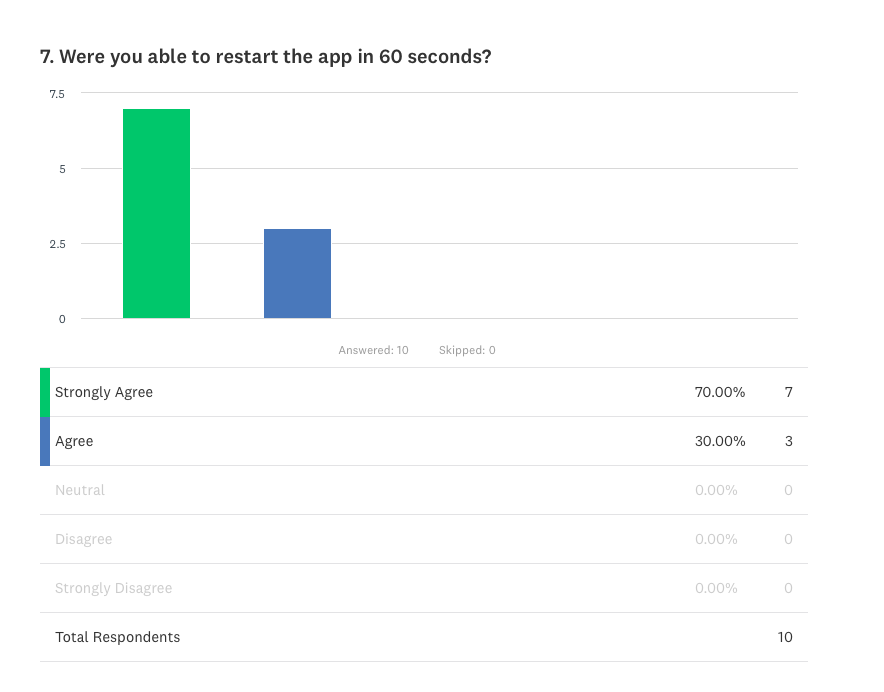 7. Were you able to restart the app in 60 seconds?
7.5
5
2.5
0
Answered: 10 Skipped: 0
Strongly Agree 70.00% 7
Agree 30.00% 3
Neutral 0.00% 0
Disagree 0.00% 0
Strongly Disagree 0.00% 0
Total Respondents 10